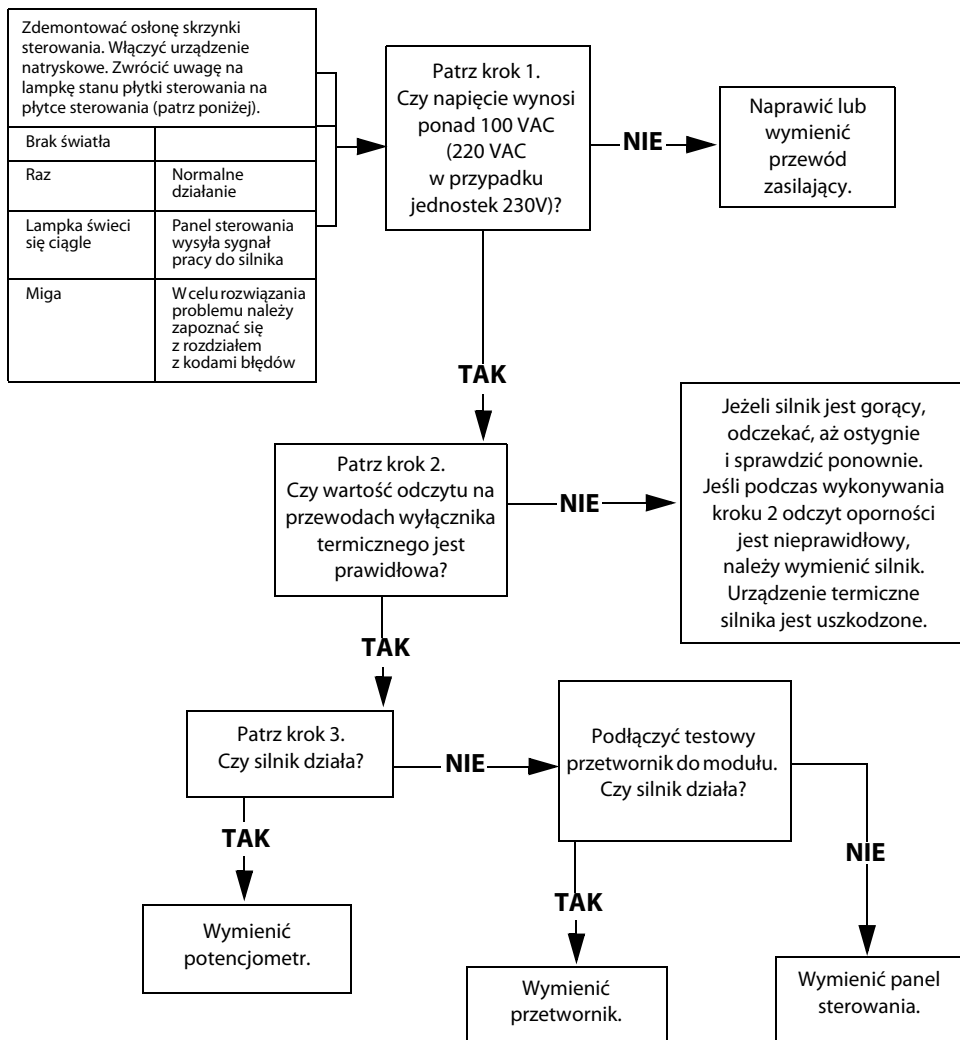 Zdemontować osłonę skrzynki
sterowania. Włączyć urządzenie
natryskowe. Zwrócić uwagę na
lampkę stanu płytki sterowania na
płytce sterowania (patrz poniżej).
Brak światła
Raz
Normalne
działanie
Lampka świeci
się ciągle
Panel sterowania
wysyła sygnał
pracy do silnika
Miga
W celu rozwiązania
problemu należy
zapoznać się
z rozdziałem
z kodami błędów
Patrz krok 1.
Czy napięcie wynosi
ponad 100 VAC
(220 VAC
w przypadku
jednostek 230V)?
NIE
Naprawić lub
wymienić
przewód
zasilający.
TAK
Patrz krok 2.
Czy wartość odczytu na
przewodach wyłącznika
termicznego jest
prawidłowa?
NIE
Jeżeli silnik jest gorący,
odczekać, aż ostygnie
i sprawdzić ponownie.
Jeśli podczas wykonywania
kroku 2 odczyt oporności
jest nieprawidłowy,
należy wymienić silnik.
Urządzenie termiczne
silnika jest uszkodzone.
TAK
Patrz krok 3.
Czy silnik działa?
NIE
Podłączyć testowy
przetwornik do modułu.
Czy silnik działa?
TAK
Wymienić
potencjometr.
TAK
Wymienić
przetwornik.
NIE
Wymienić panel
sterowania.